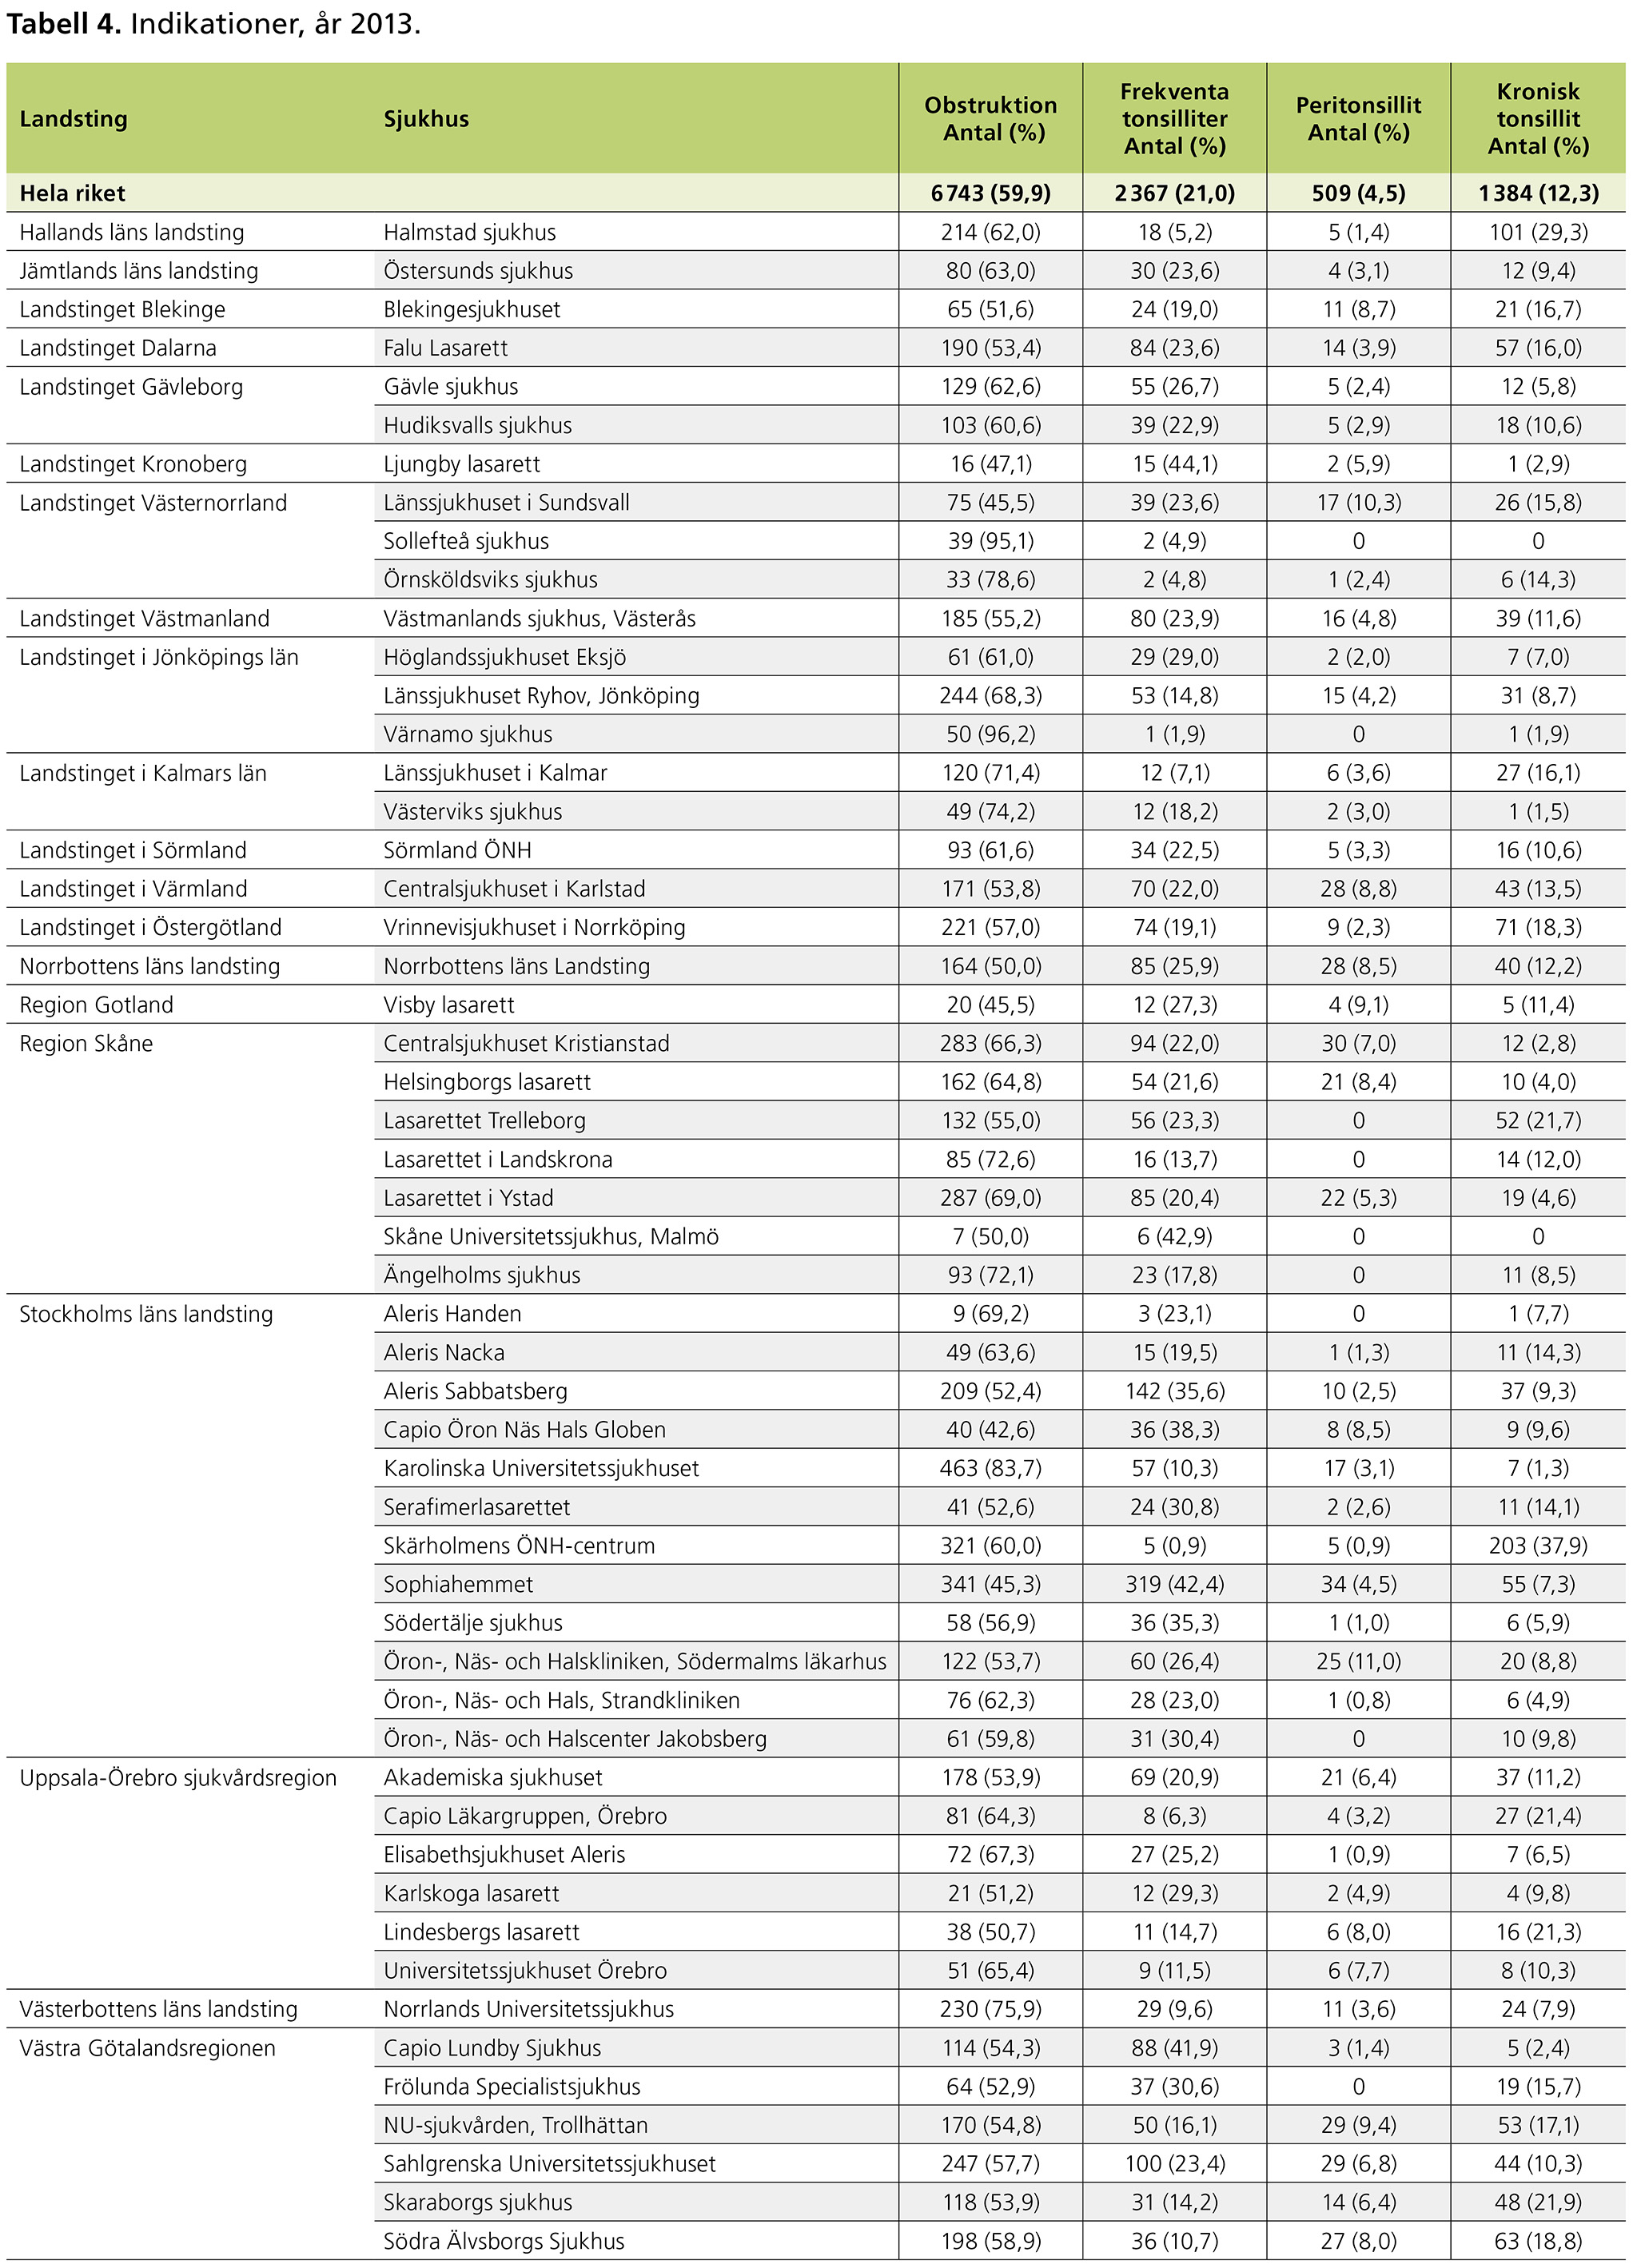 Tabell 4. Indikationer, år 2013.
Landsting Sjukhus Obstruktion Antal (%) Frekventa tonsilliter Antal (%) Peritonsillit Antal (%) Kronisk tonsillit Antal (%)
Hela riket 6 743 (59,9) 2 367 (21,0) 509 (4,5) 1 384 (12,3)
Hallands läns landsting Halmstad sjukhus 214 (62,0) 18 (5,2) 5 (1,4) 101 (29,3)
Jämtlands läns landsting Östersunds sjukhus 80 (63,0) 30 (23,6) 4 (3,1) 12 (9,4)
Landstinget Blekinge Blekingesjukhuset 65 (51,6) 24 (19,0) 11 (8,7) 21 (16,7)
Landstinget Dalarna Falu Lasarett 190 (53,4) 84 (23,6) 14 (3,9) 57 (16,0)
Landstinget Gävleborg Gävle sjukhus 129 (62,6) 55 (26,7) 5 (2,4) 12 (5,8)
Hudiksvalls sjukhus 103 (60,6) 39 (22,9) 5 (2,9) 18 (10,6)
Landstinget Kronoberg Ljungby lasarett 16 (47,1) 15 (44,1) 2 (5,9) 1 (2,9)
Landstinget Västernorrland Länssjukhuset i Sundsvall 75 (45,5) 39 (23,6) 17 (10,3) 26 (15,8)
Sollefteå sjukhus 39 (95,1) 2 (4,9) 0 0
Örnsköldsviks sjukhus 33 (78,6) 2 (4,8) 1 (2,4) 6 (14,3)
Landstinget Västmanland Västmanlands sjukhus, Västerås 185 (55,2) 80 (23,9) 16 (4,8) 39 (11,6)
Landstinget i Jönköpings län Höglandssjukhuset Eksjö 61 (61,0) 29 (29,0) 2 (2,0) 7 (7,0)
Länssjukhuset Ryhov, Jönköping 244 (68,3) 53 (14,8) 15 (4,2) 31 (8,7)
Värnamo sjukhus 50 (96,2) 1 (1,9) 0 1 (1,9)
Landstinget i Kalmars län Länssjukhuset i Kalmar 120 (71,4) 12 (7,1) 6 (3,6) 27 (16,1)
Västerviks sjukhus 49 (74,2) 12 (18,2) 2 (3,0) 1 (1,5)
Landstinget i Sörmland Sörmland ÖNH 93 (61,6) 34 (22,5) 5 (3,3) 16 (10,6)
Landstinget i Värmland Centralsjukhuset i Karlstad 171 (53,8) 70 (22,0) 28 (8,8) 43 (13,5)
Landstinget i Östergötland Vrinnevisjukhuset i Norrköping 221 (57,0) 74 (19,1) 9 (2,3) 71 (18,3)
Norrbottens läns landsting Norrbottens läns Landsting 164 (50,0) 85 (25,9) 28 (8,5) 40 (12,2)
Region Gotland Visby lasarett 20 (45,5) 12 (27,3) 4 (9,1) 5 (11,4)
Region Skåne Centralsjukhuset Kristianstad 283 (66,3) 94 (22,0) 30 (7,0) 12 (2,8)
Helsingborgs lasarett 162 (64,8) 54 (21,6) 21 (8,4) 10 (4,0)
Lasarettet Trelleborg 132 (55,0) 56 (23,3) 0 52 (21,7)
Lasarettet i Landskrona 85 (72,6) 16 (13,7) 0 14 (12,0)
Lasarettet i Ystad 287 (69,0) 85 (20,4) 22 (5,3) 19 (4,6)
Skåne Universitetssjukhus, Malmö 7 (50,0) 6 (42,9) 0 0
Ängelholms sjukhus 93 (72,1) 23 (17,8) 0 11 (8,5)
Stockholms läns landsting Aleris Handen 9 (69,2) 3 (23,1) 0 1 (7,7)
Aleris Nacka 49 (63,6) 15 (19,5) 1 (1,3) 11 (14,3)
Aleris Sabbatsberg 209 (52,4) 142 (35,6) 10 (2,5) 37 (9,3)
Capio Öron Näs Hals Globen 40 (42,6) 36 (38,3) 8 (8,5) 9 (9,6)
Karolinska Universitetssjukhuset 463 (83,7) 57 (10,3) 17 (3,1) 7 (1,3)
Serafimerlasarettet 41 (52,6) 24 (30,8) 2 (2,6) 11 (14,1)
Skärholmens ÖNH-centrum 321 (60,0) 5 (0,9) 5 (0,9) 203 (37,9)
Sophiahemmet 341 (45,3) 319 (42,4) 34 (4,5) 55 (7,3)
Södertälje sjukhus 58 (56,9) 36 (35,3) 1 (1,0) 6 (5,9)
Öron-, Näs- och Halskliniken, Södermalms läkarhus 122 (53,7) 60 (26,4) 25 (11,0) 20 (8,8)
Öron-, Näs- och Hals, Strandkliniken 76 (62,3) 28 (23,0) 1 (0,8) 6 (4,9)
Öron-, Näs- och Halscenter Jakobsberg 61 (59,8) 31 (30,4) 0 10 (9,8)
Uppsala-Örebro sjukvårdsregion Akademiska sjukhuset 178 (53,9) 69 (20,9) 21 (6,4) 37 (11,2)
Capio Läkargruppen, Örebro 81 (64,3) 8 (6,3) 4 (3,2) 27 (21,4)
Elisabethsjukhuset Aleris 72 (67,3) 27 (25,2) 1 (0,9) 7 (6,5)
Karlskoga lasarett 21 (51,2) 12 (29,3) 2 (4,9) 4 (9,8)
Lindesbergs lasarett 38 (50,7) 11 (14,7) 6 (8,0) 16 (21,3)
Universitetssjukhuset Örebro 51 (65,4) 9 (11,5) 6 (7,7) 8 (10,3)
Västerbottens läns landsting Norrlands Universitetssjukhus 230 (75,9) 29 (9,6) 11 (3,6) 24 (7,9)
Västra Götalandsregionen Capio Lundby Sjukhus 114 (54,3) 88 (41,9) 3 (1,4) 5 (2,4)
Frölunda Specialistsjukhus 64 (52,9) 37 (30,6) 0 19 (15,7)
NU-sjukvården, Trollhättan 170 (54,8) 50 (16,1) 29 (9,4) 53 (17,1)
Sahlgrenska Universitetssjukhuset 247 (57,7) 100 (23,4) 29 (6,8) 44 (10,3)
Skaraborgs sjukhus 118 (53,9) 31 (14,2) 14 (6,4) 48 (21,9)
Södra Älvsborgs Sjukhus 198 (58,9) 36 (10,7) 27 (8,0) 63 (18,8)